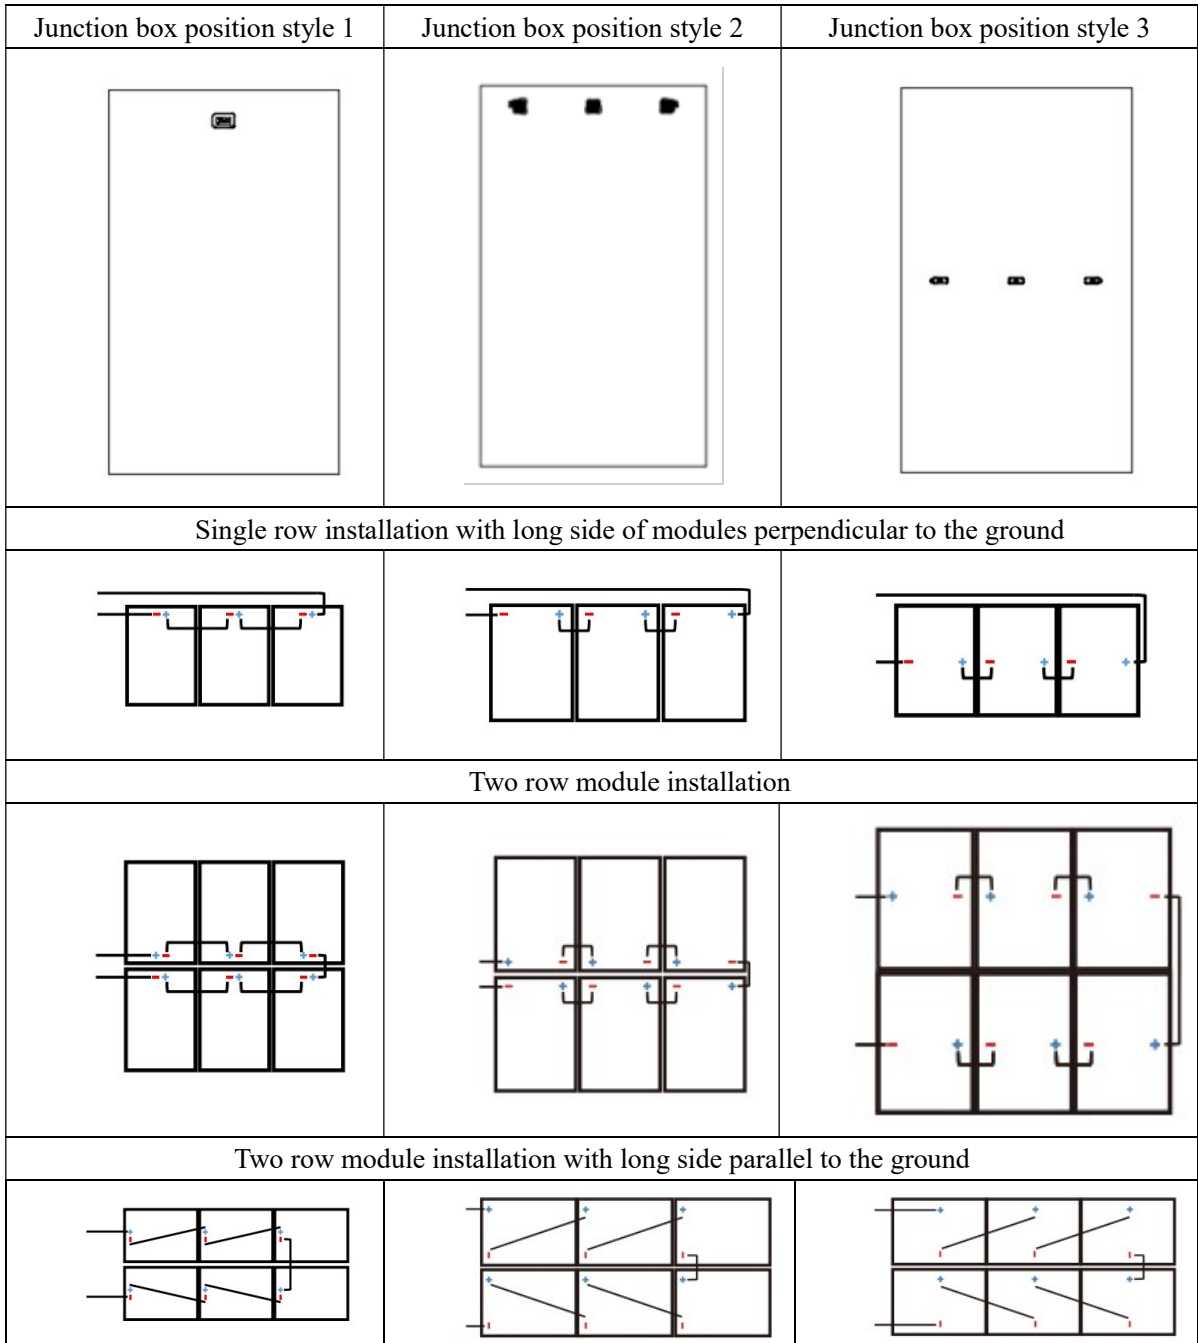 Junction box position style 1
Junction box position style 2
Junction box position style 3
Single row installation with long side of modules perpendicular to the ground
Two row module installation
Two row module installation with long side parallel to the ground